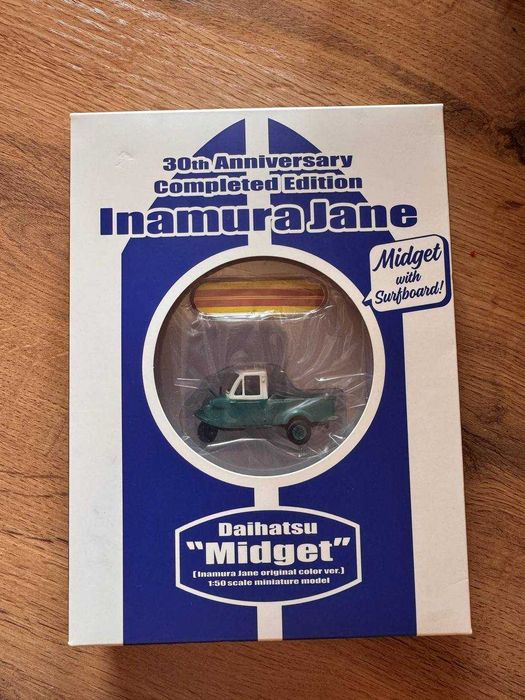 30th Anniversary
Completed Edition
Inamura Jane
Midget
with
Surfboard!
Daihatsu
"Midget"
[Inamura Jane original color ver.]
1:50 scale miniature model